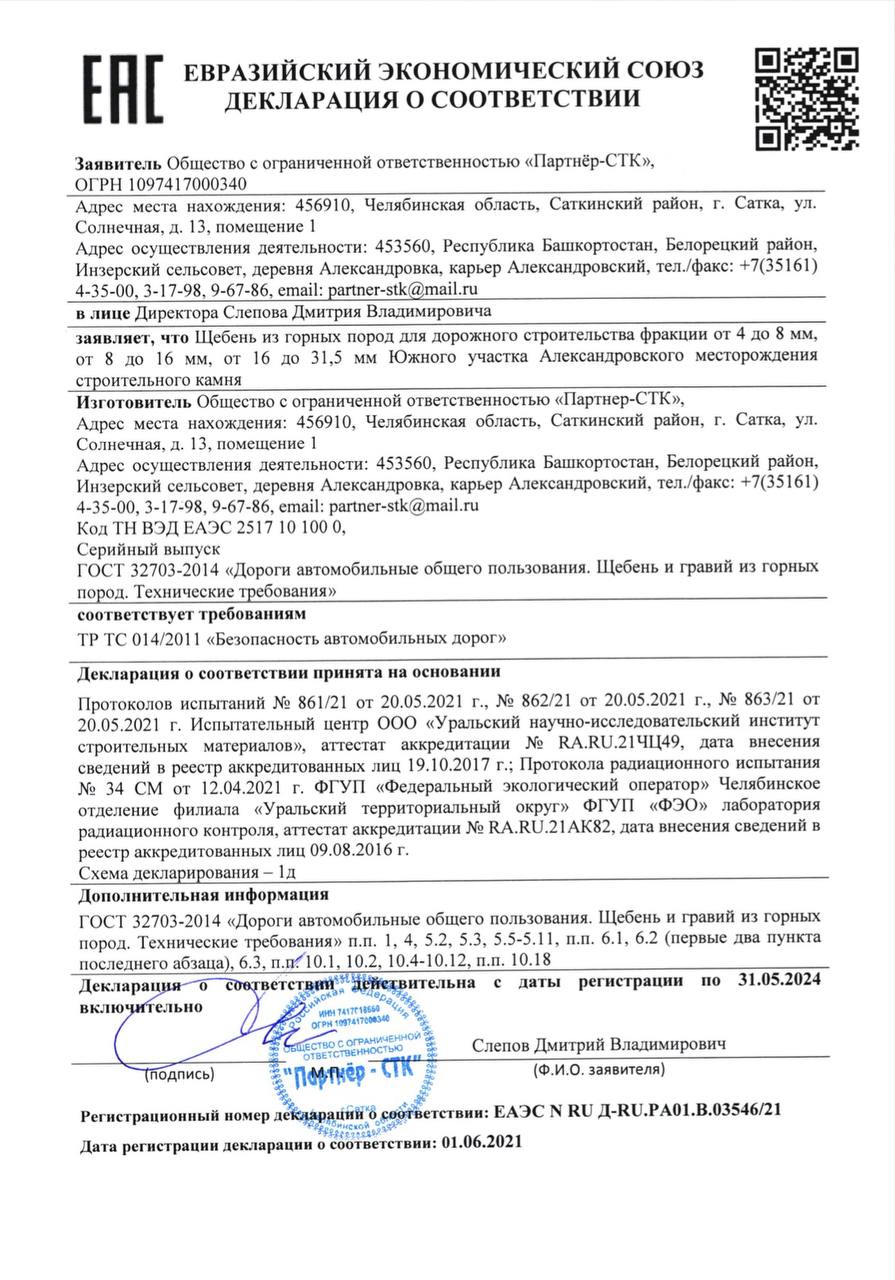 ЕАС
ЕВРАЗИЙСКИЙ ЭКОНОМИЧЕСКИЙ СОЮЗ
ДЕКЛАРАЦИЯ О СООТВЕТСТВИИ
Заявитель Общество с ограниченной ответственностью «Партнёр-СТК»,
ОГРН 1097417000340
Адрес места нахождения: 456910, Челябинская область, Саткинский район, г. Сатка, ул.
Солнечная, д. 13, помещение 1
Адрес осуществления деятельности: 453560, Республика Башкортостан, Белорецкий район,
Инзерский сельсовет, деревня Александровка, карьер Александровский, тел./факс: +7(35161)
4-35-00, 3-17-98, 9-67-86, email: partner-stk@mail.ru
в лице Директора Слепова Дмитрия Владимировича
заявляет, что Щебень из горных пород для дорожного строительства фракции от 4 до 8 мм,
от 8 до 16 мм, от 16 до 31,5 мм Южного участка Александровского месторождения
строительного камня
Изготовитель Общество с ограниченной ответственностью «Партнер-СТК»,
Адрес места нахождения: 456910, Челябинская область, Саткинский район, г. Сатка, ул.
Солнечная, д. 13, помещение 1
Адрес осуществления деятельности: 453560, Республика Башкортостан, Белорецкий район,
Инзерский сельсовет, деревня Александровка, карьер Александровский, тел./факс: +7(35161)
4-35-00, 3-17-98, 9-67-86, email: partner-stk@mail.ru
Код ТН ВЭД ЕАЭС 2517 10 100 0,
Серийный выпуск
ГОСТ 32703-2014 «Дороги автомобильные общего пользования. Щебень и гравий из горных
пород. Технические требования»
соответствует требованиям
ТР ТС 014/2011 «Безопасность автомобильных дорог»
Декларация о соответствии принята на основании
Протоколов испытаний № 861/21 от 20.05.2021 г., № 862/21 от 20.05.2021 г., № 863/21 от
20.05.2021 г. Испытательный центр ООО «Уральский научно-исследовательский институт
строительных материалов», аттестат аккредитации № RA.RU.21ЧЦ49, дата внесения
сведений в реестр аккредитованных лиц 19.10.2017 г.; Протокола радиационного испытания
№ 34 СМ от 12.04.2021 г. ФГУП «Федеральный экологический оператор» Челябинское
отделение филиала «Уральский территориальный округ» ФГУП «ФЭО» лаборатория
радиационного контроля, аттестат аккредитации № RA.RU.21АК82, дата внесения сведений в
реестр аккредитованных лиц 09.08.2016 г.
Схема декларирования – 1д
Дополнительная информация
ГОСТ 32703-2014 «Дороги автомобильные общего пользования. Щебень и гравий из горных
пород. Технические требования» п.п. 1, 4, 5.2, 5.3, 5.5-5.11, п.п. 6.1, 6.2 (первые два пункта
последнего абзаца), 6.3, п.п. 10.1, 10.2, 10.4-10.12, п.п. 10.18
Декларация о соответствии действительна с даты регистрации по 31.05.2024
включительно
Российская Федерация
ИНН 7417018660
ОГРН 1097417000340
ОБЩЕСТВО С ОГРАНИЧЕННОЙ
ОТВЕТСТВЕННОСТЬЮ
"Партнёр - СТК"
г.Сатка
Челябинской области
Слепов Дмитрий Владимирович
(подпись) М.П. (Ф.И.О. заявителя)
Регистрационный номер декларации о соответствии: ЕАЭС N RU Д-RU.РА01.В.03546/21
Дата регистрации декларации о соответствии: 01.06.2021